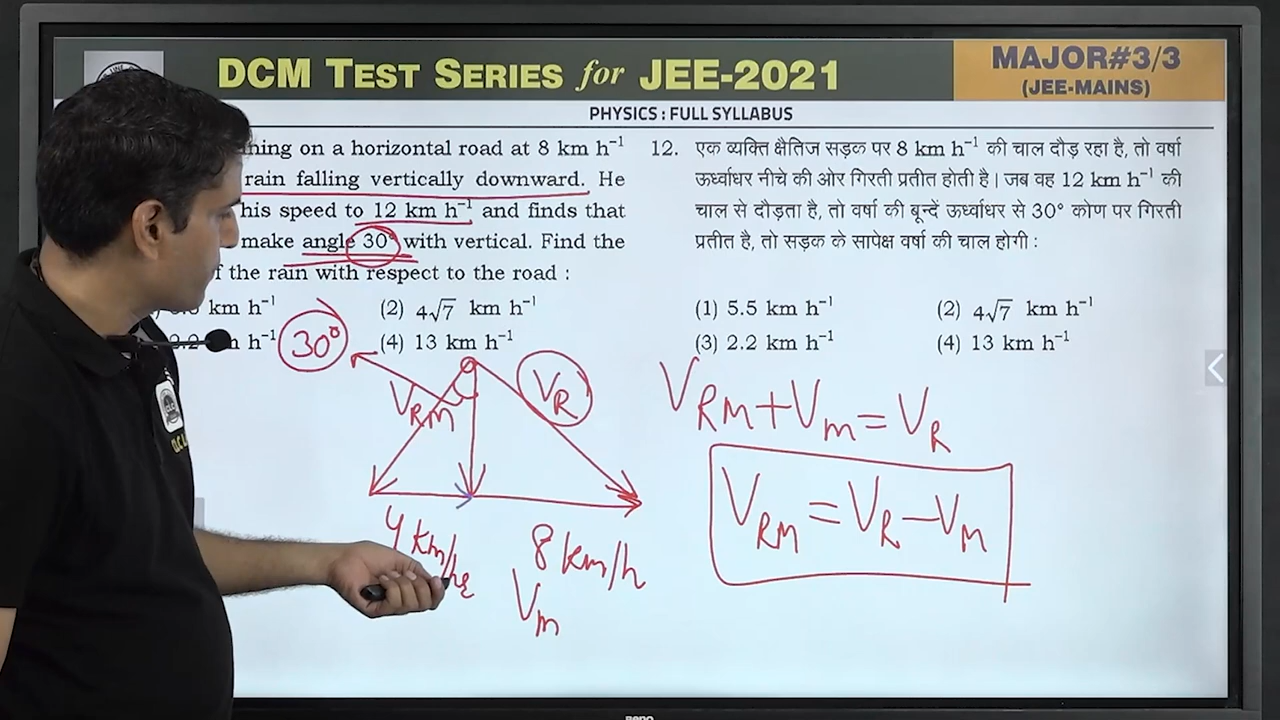 DCM TEST SERIES for JEE-2021
MAJOR#3/3
(JEE-MAINS)
PHYSICS : FULL SYLLABUS
on a horizontal road at 8 km h⁻¹
rain falling vertically downward. He
his speed to 12 km h⁻¹ and finds that
make angle 30° with vertical. Find the
the rain with respect to the road :
km h⁻¹
(2) 4√7 km h⁻¹
h⁻¹
(4) 13 km h⁻¹
12. एक व्यक्ति क्षैतिज सड़क पर 8 km h⁻¹ की चाल दौड़ रहा है, तो वर्षा
ऊर्ध्वाधर नीचे की ओर गिरती प्रतीत होती है। जब वह 12 km h⁻¹ की
चाल से दौड़ता है, तो वर्षा की बून्दें ऊर्ध्वाधर से 30° कोण पर गिरती
प्रतीत है, तो सड़क के सापेक्ष वर्षा की चाल होगी :
(1) 5.5 km h⁻¹
(2) 4√7 km h⁻¹
(3) 2.2 km h⁻¹
(4) 13 km h⁻¹
30°
V_RM
V_R
4 km/hr
8 km/h
V_m
V_RM + V_m = V_R
V_RM = V_R − V_M